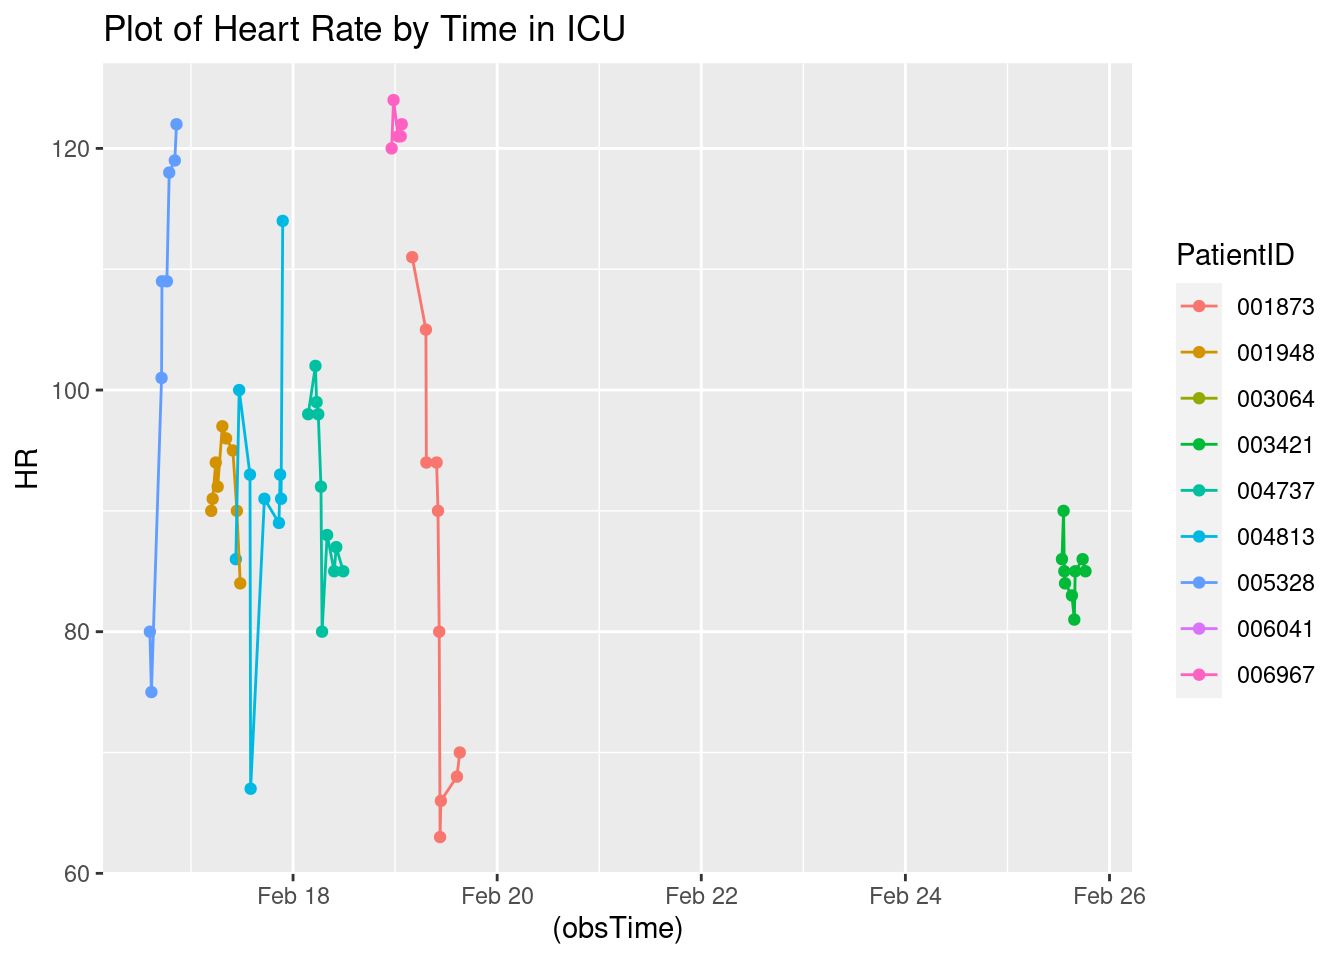 Plot of Heart Rate by Time in ICU
120
100
80
60
HR
Feb 18
Feb 20
Feb 22
Feb 24
Feb 26
(obsTime)
PatientID
001873
001948
003064
003421
004737
004813
005328
006041
006967